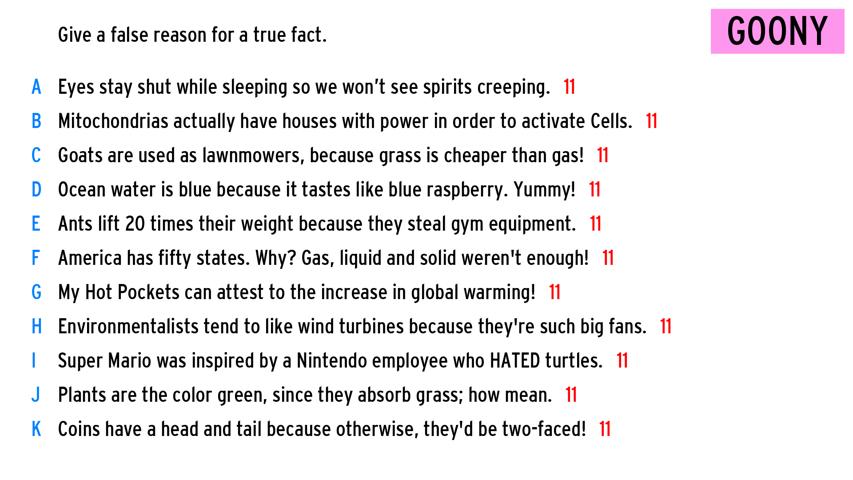 Give a false reason for a true fact.
GOONY
A Eyes stay shut while sleeping so we won't see spirits creeping. 11
B Mitochondrias actually have houses with power in order to activate Cells. 11
C Goats are used as lawnmowers, because grass is cheaper than gas! 11
D Ocean water is blue because it tastes like blue raspberry. Yummy! 11
E Ants lift 20 times their weight because they steal gym equipment. 11
F America has fifty states. Why? Gas, liquid and solid weren't enough! 11
G My Hot Pockets can attest to the increase in global warming! 11
H Environmentalists tend to like wind turbines because they're such big fans. 11
I Super Mario was inspired by a Nintendo employee who HATED turtles. 11
J Plants are the color green, since they absorb grass; how mean. 11
K Coins have a head and tail because otherwise, they'd be two-faced! 11